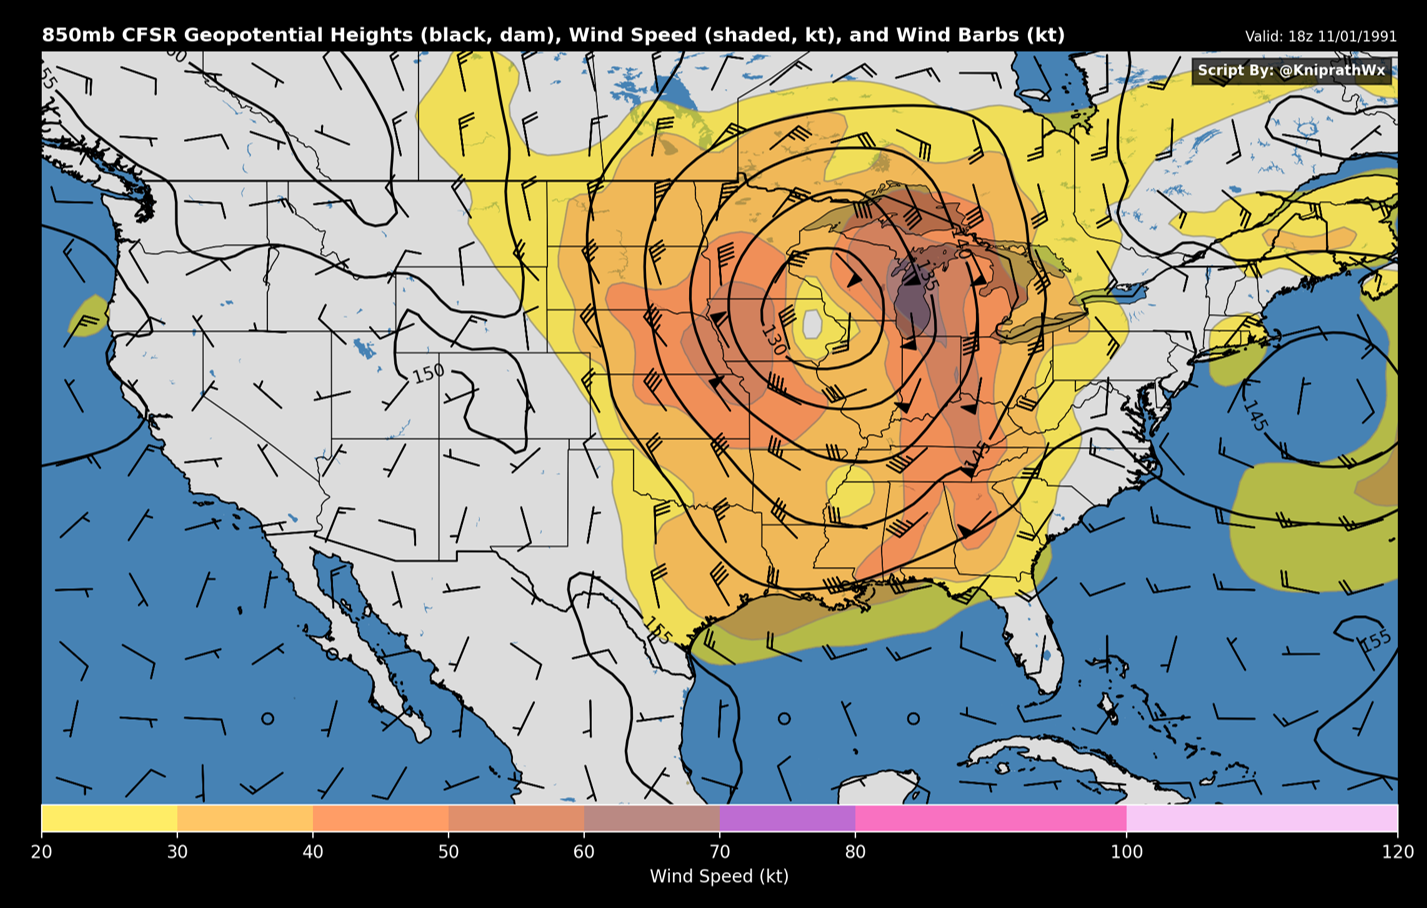 850mb CFSR Geopotential Heights (black, dam), Wind Speed (shaded, kt), and Wind Barbs (kt)
Valid: 18z 11/01/1991
Script By: @KniprathWx
55
140
135
130
150
145
145
155
155
20 30 40 50 60 70 80 100 120
Wind Speed (kt)